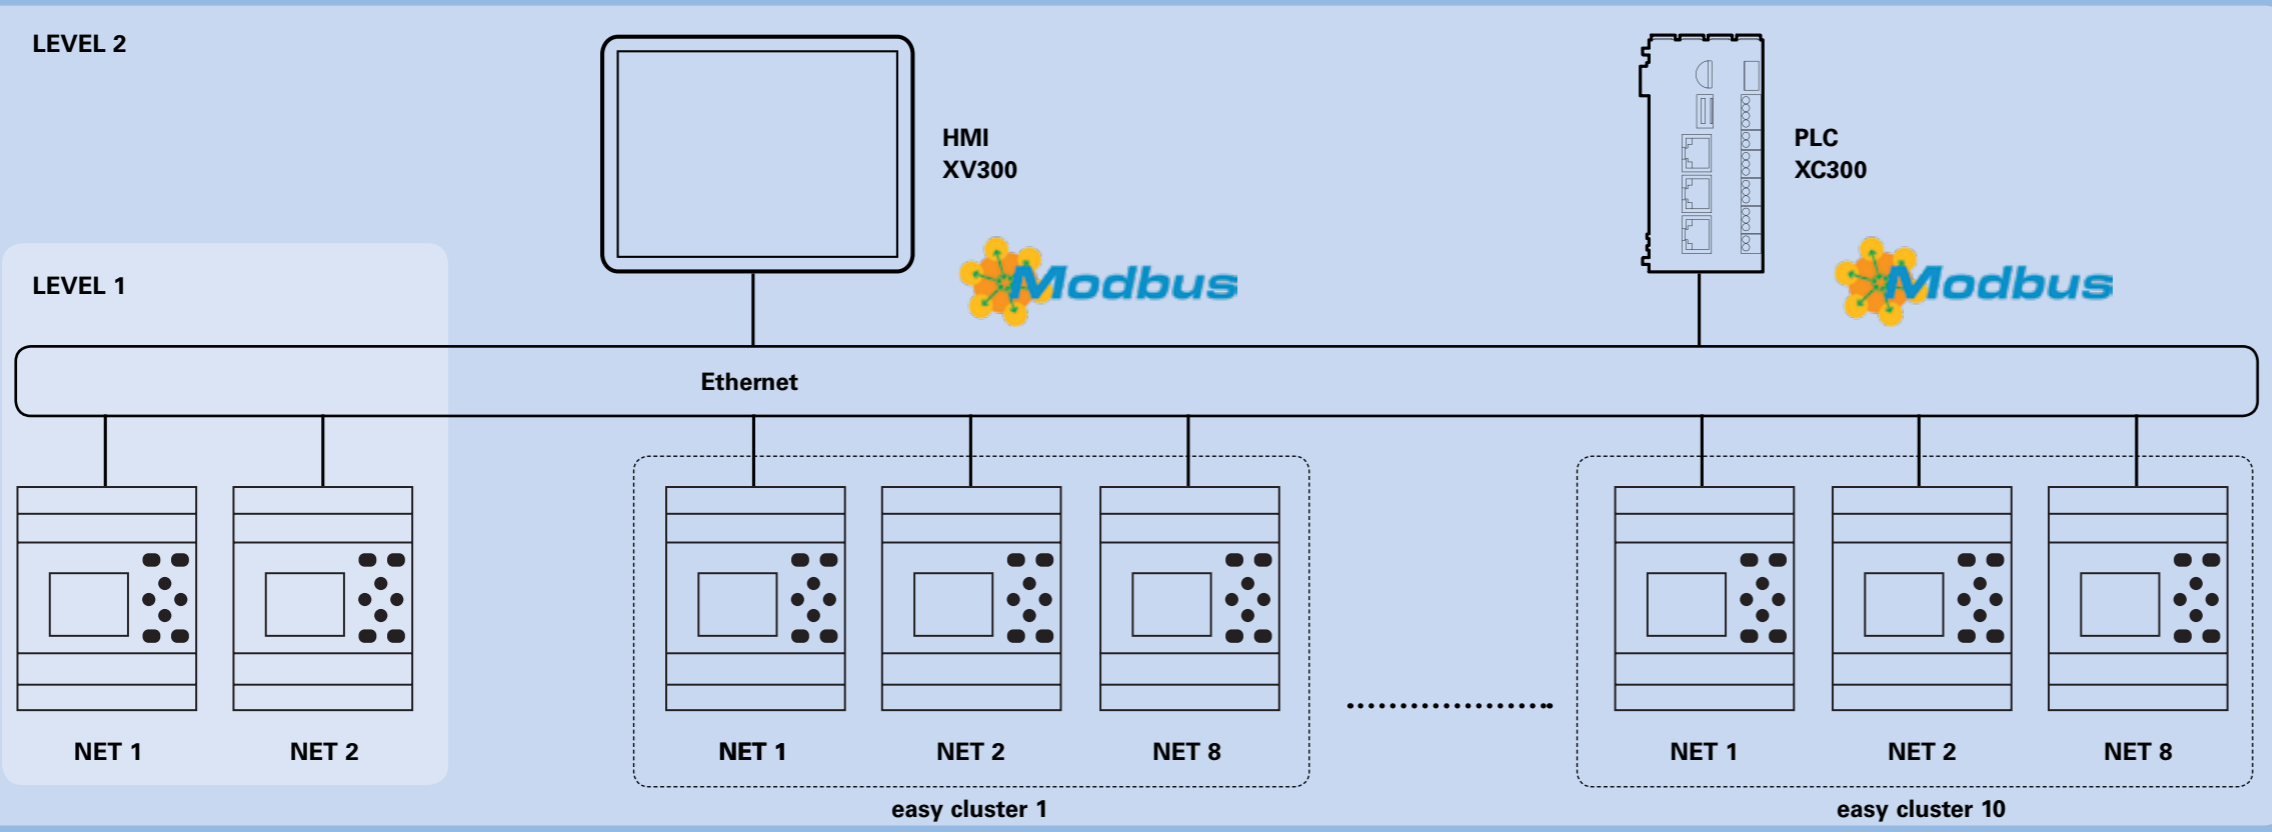 LEVEL 2
HMI
XV300
PLC
XC300
Modbus
Modbus
LEVEL 1
Ethernet
NET 1
NET 2
NET 1
NET 2
NET 8
NET 1
NET 2
NET 8
easy cluster 1
easy cluster 10